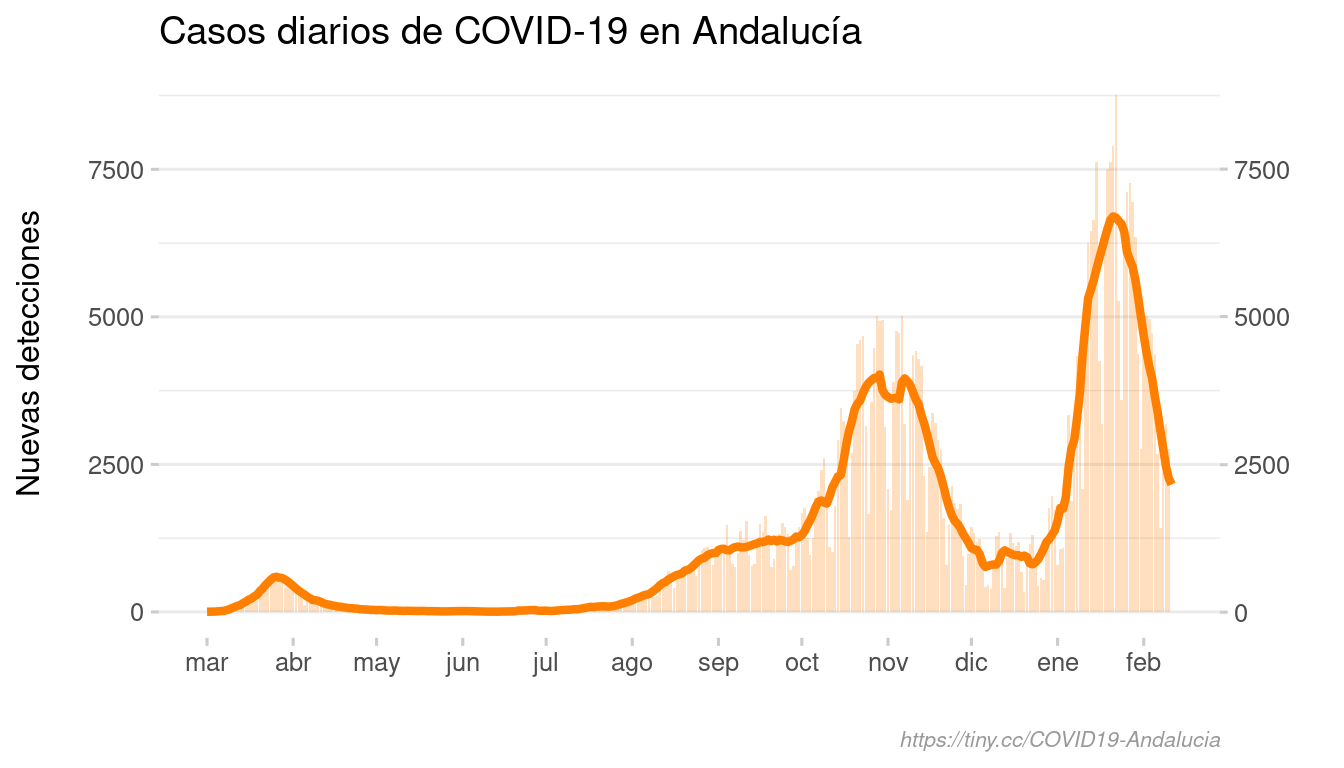 Casos diarios de COVID-19 en Andalucía
Nuevas detecciones
7500
5000
2500
0
7500
5000
2500
0
mar abr may jun jul ago sep oct nov dic ene feb
https://tiny.cc/COVID19-Andalucia